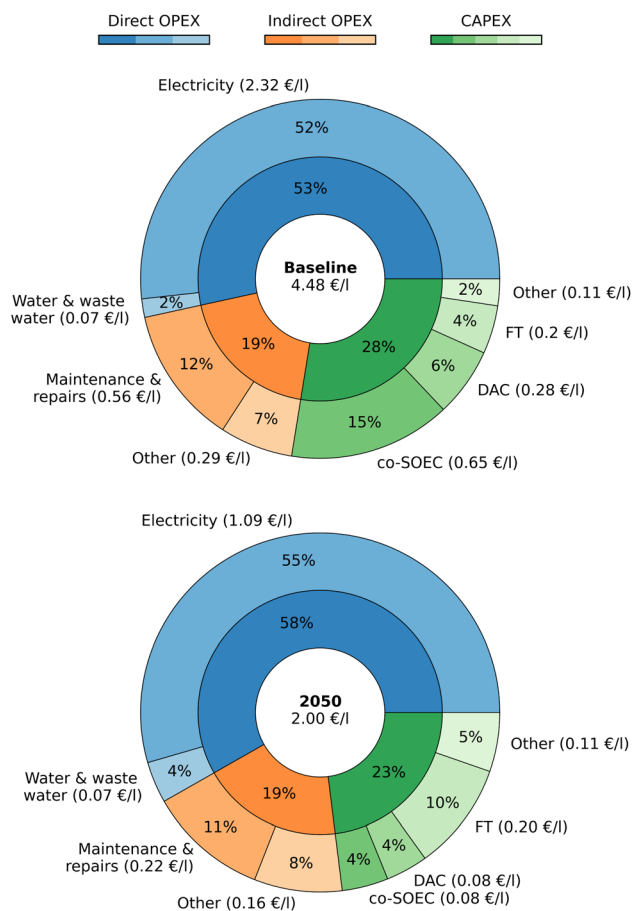 Direct OPEX
Indirect OPEX
CAPEX
Electricity (2.32 €/l)
52%
53%
Baseline
4.48 €/l
2%
Other (0.11 €/l)
Water & waste
water (0.07 €/l)
2%
4%
FT (0.2 €/l)
19%
28%
12%
6%
Maintenance &
repairs (0.56 €/l)
DAC (0.28 €/l)
7%
15%
Other (0.29 €/l)
co-SOEC (0.65 €/l)
Electricity (1.09 €/l)
55%
58%
2050
2.00 €/l
5%
Other (0.11 €/l)
Water & waste
water (0.07 €/l)
4%
23%
19%
10%
11%
FT (0.20 €/l)
Maintenance &
repairs (0.22 €/l)
8%
4%
4%
DAC (0.08 €/l)
co-SOEC (0.08 €/l)
Other (0.16 €/l)